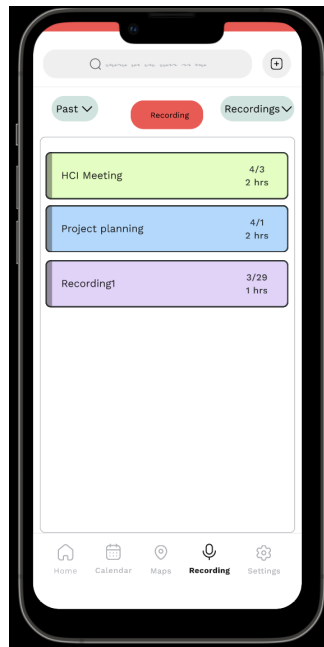 Past
Recording
Recordings
HCI Meeting
4/3
2 hrs
Project planning
4/1
2 hrs
Recording1
3/29
1 hrs
Home
Calendar
Maps
Recording
Settings